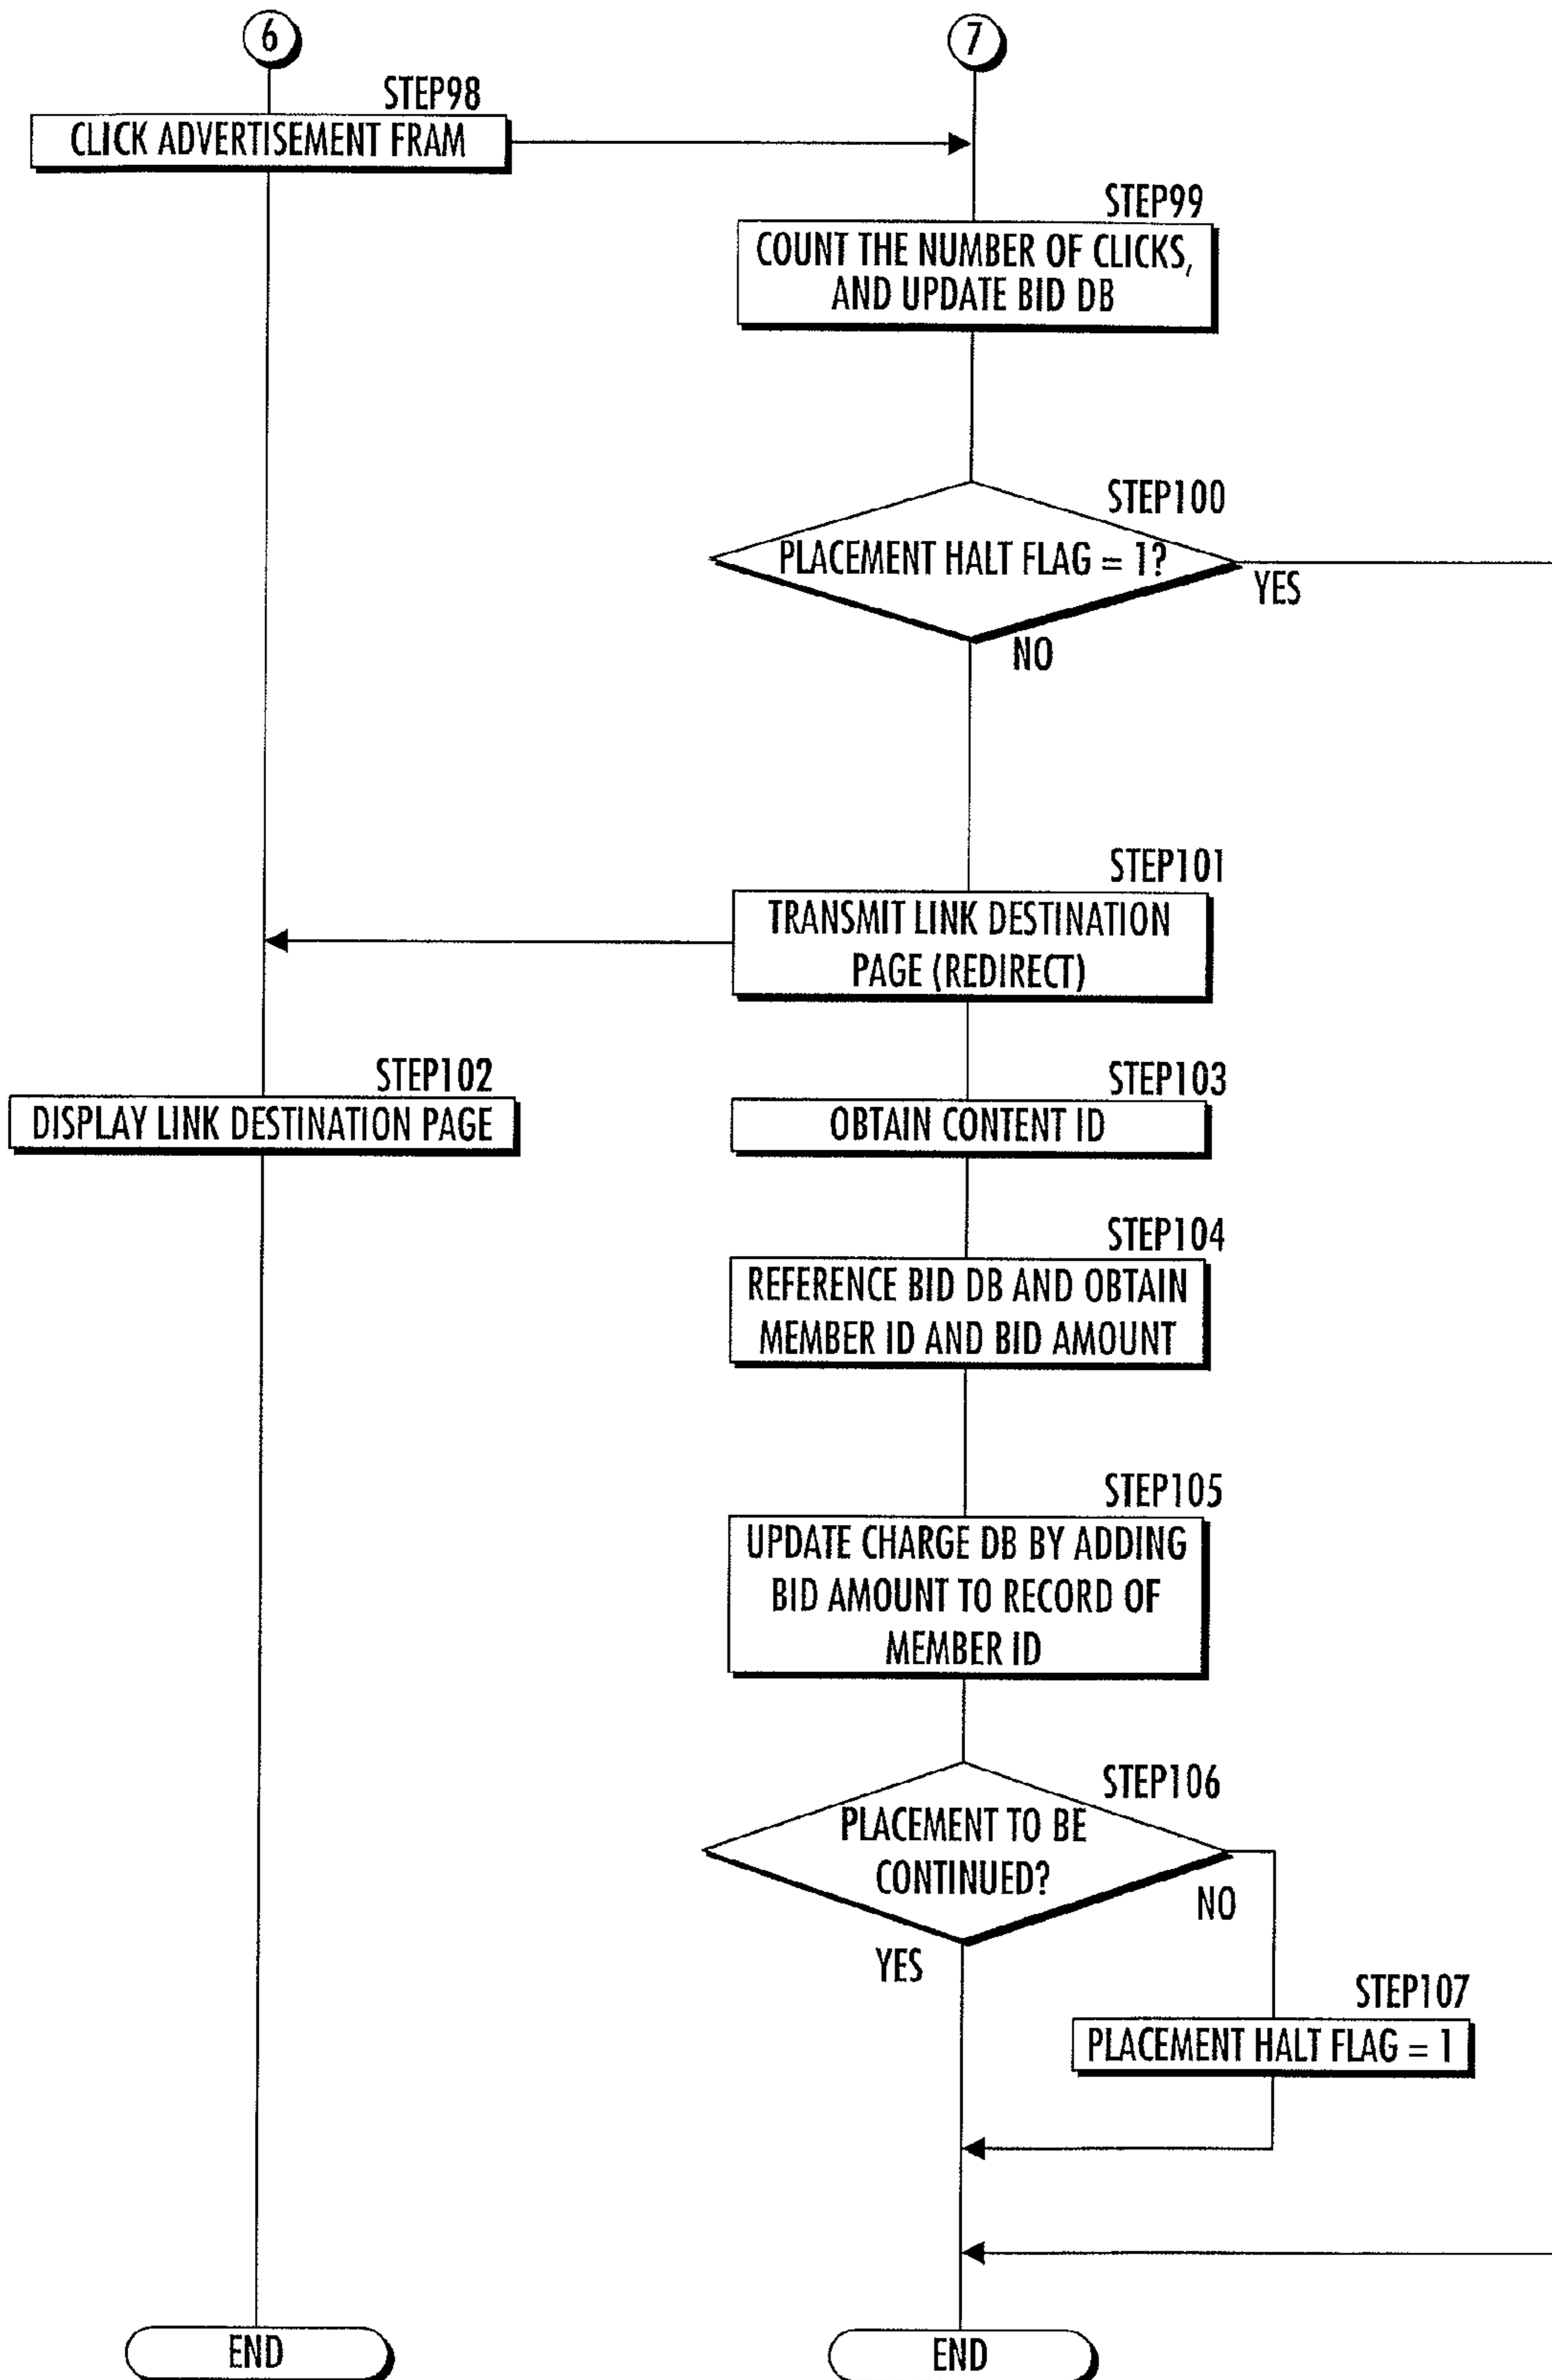 6
7
STEP98
CLICK ADVERTISEMENT FRAM
STEP99
COUNT THE NUMBER OF CLICKS,
AND UPDATE BID DB
STEP100
PLACEMENT HALT FLAG = 1?
YES
NO
STEP101
TRANSMIT LINK DESTINATION
PAGE (REDIRECT)
STEP102
DISPLAY LINK DESTINATION PAGE
STEP103
OBTAIN CONTENT ID
STEP104
REFERENCE BID DB AND OBTAIN
MEMBER ID AND BID AMOUNT
STEP105
UPDATE CHARGE DB BY ADDING
BID AMOUNT TO RECORD OF
MEMBER ID
STEP106
PLACEMENT TO BE
CONTINUED?
NO
YES
STEP107
PLACEMENT HALT FLAG = 1
END
END